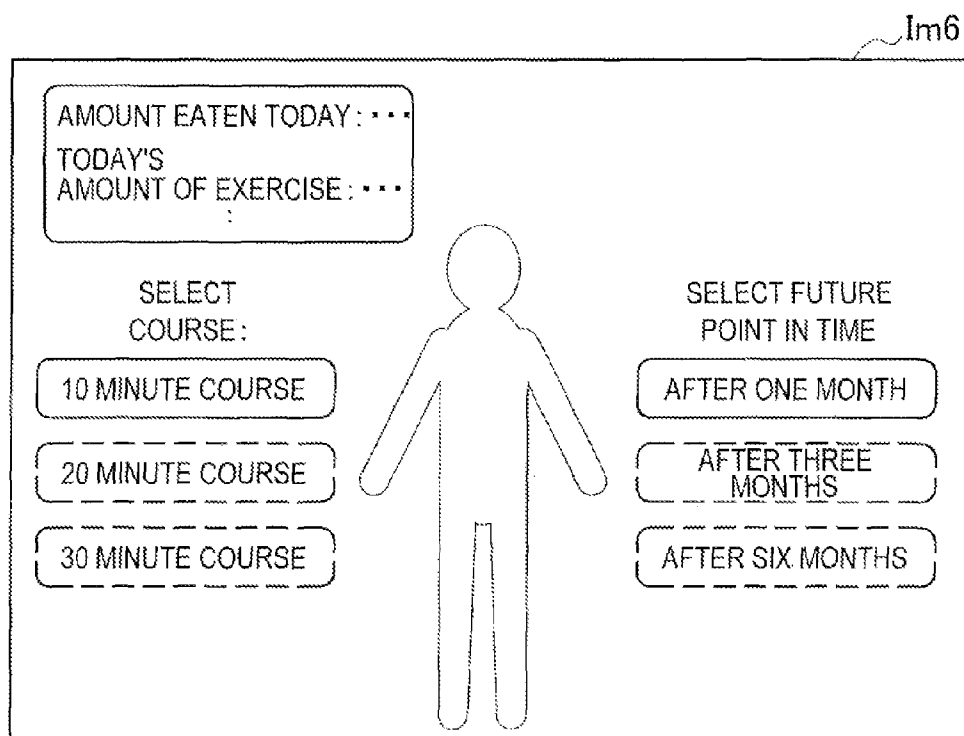 Im6
AMOUNT EATEN TODAY: ···
TODAY'S
AMOUNT OF EXERCISE: ···
:
SELECT
COURSE:
10 MINUTE COURSE
20 MINUTE COURSE
30 MINUTE COURSE
SELECT FUTURE
POINT IN TIME
AFTER ONE MONTH
AFTER THREE
MONTHS
AFTER SIX MONTHS